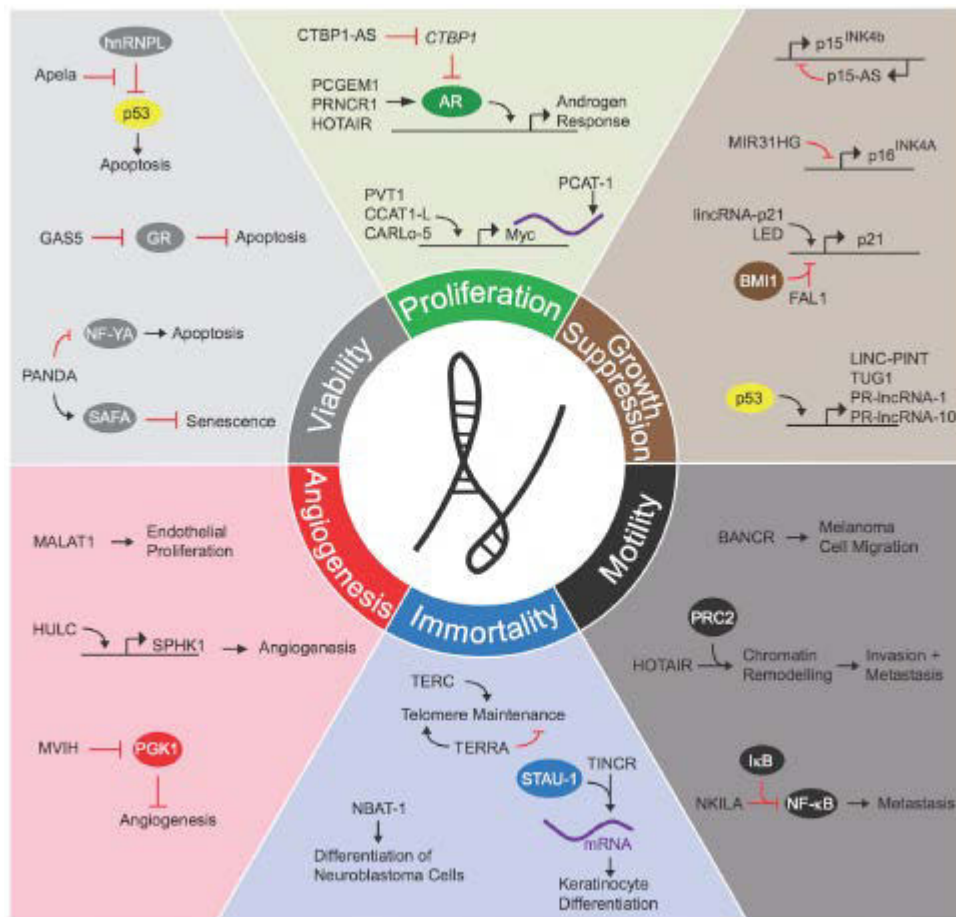 hnRNPL
Apela
p53
Apoptosis
GAS5
GR
Apoptosis
NF-YA
Apoptosis
PANDA
SAFA
Senescence
CTBP1-AS
CTBP1
PCGEM1
PRNCR1
HOTAIR
AR
Androgen
Response
PVT1
CCAT1-L
CARLo-5
Myc
PCAT-1
p15INK4b
p15-AS
MIR31HG
p16INK4A
lincRNA-p21
LED
p21
BMI1
FAL1
p53
LINC-PINT
TUG1
PR-lncRNA-1
PR-lncRNA-10
Viability
Proliferation
Growth
Suppression
Angiogenesis
Immortality
Motility
MALAT1
Endothelial
Proliferation
HULC
SPHK1
Angiogenesis
MVIH
PGK1
Angiogenesis
TERC
Telomere Maintenance
TERRA
STAU-1
TINCR
mRNA
Keratinocyte
Differentiation
NBAT-1
Differentiation of
Neuroblastoma Cells
BANCR
Melanoma
Cell Migration
PRC2
HOTAIR
Chromatin
Remodelling
Invasion +
Metastasis
IκB
NKILA
NF-κB
Metastasis